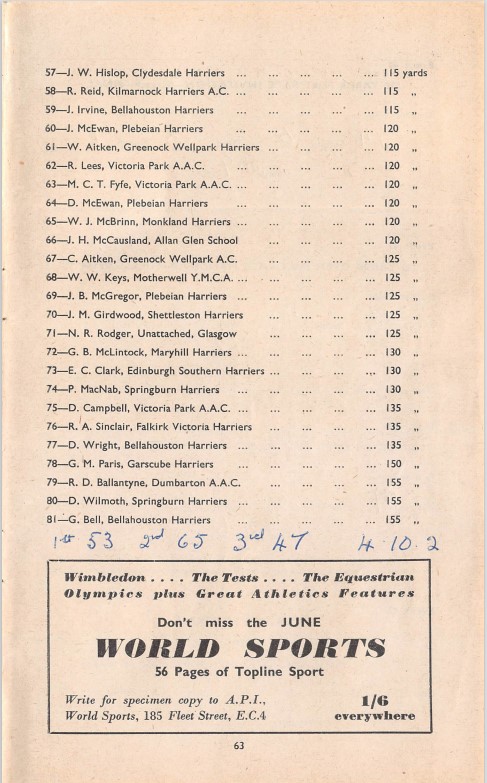 57—J. W. Hislop, Clydesdale Harriers ... ... ... ... ... 115 yards
58—R. Reid, Kilmarnock Harriers A.C. ... ... ... ... ... 115 „
59—J. Irvine, Bellahouston Harriers ... ... ... ... 115 „
60—J. McEwan, Plebeian Harriers ... ... ... ... ... 120 „
61—W. Aitken, Greenock Wellpark Harriers ... ... ... ... 120 „
62—R. Lees, Victoria Park A.A.C. ... ... ... ... ... 120 „
63—M. C. T. Fyfe, Victoria Park A.A.C. ... ... ... ... ... 120 „
64—D. McEwan, Plebeian Harriers ... ... ... ... ... 120 „
65—W. J. McBrinn, Monkland Harriers ... ... ... ... ... 120 „
66—J. H. McCausland, Allan Glen School ... ... ... ... 120 „
67—C. Aitken, Greenock Wellpark A.C. ... ... ... ... 125 „
68—W. W. Keys, Motherwell Y.M.C.A. ... ... ... ... ... 125 „
69—J. B. McGregor, Plebeian Harriers ... ... ... ... 125 „
70—J. M. Girdwood, Shettleston Harriers ... ... ... ... 125 „
71—N. R. Rodger, Unattached, Glasgow ... ... ... ... 125 „
72—G. B. McLintock, Maryhill Harriers ... ... ... ... ... 130 „
73—E. C. Clark, Edinburgh Southern Harriers ... ... ... ... ... 130 „
74—P. MacNab, Springburn Harriers ... ... ... ... ... 130 „
75—D. Campbell, Victoria Park A.A.C. ... ... ... ... ... 135 „
76—R. A. Sinclair, Falkirk Victoria Harriers ... ... ... ... 135 „
77—D. Wright, Bellahouston Harriers ... ... ... ... ... 135 „
78—G. M. Paris, Garscube Harriers ... ... ... ... 150 „
79—R. D. Ballantyne, Dumbarton A.A.C. ... ... ... ... 155 „
80—D. Wilmoth, Springburn Harriers ... ... ... ... ... 155 „
81—G. Bell, Bellahouston Harriers ... ... ... ... 155 „
1st 53 2nd 65 3rd 47 4.10.2
Wimbledon . . . . The Tests . . . . The Equestrian
Olympics plus Great Athletics Features
Don't miss the JUNE
WORLD SPORTS
56 Pages of Topline Sport
Write for specimen copy to A.P.I., 1/6
World Sports, 185 Fleet Street, E.C.4 everywhere
63